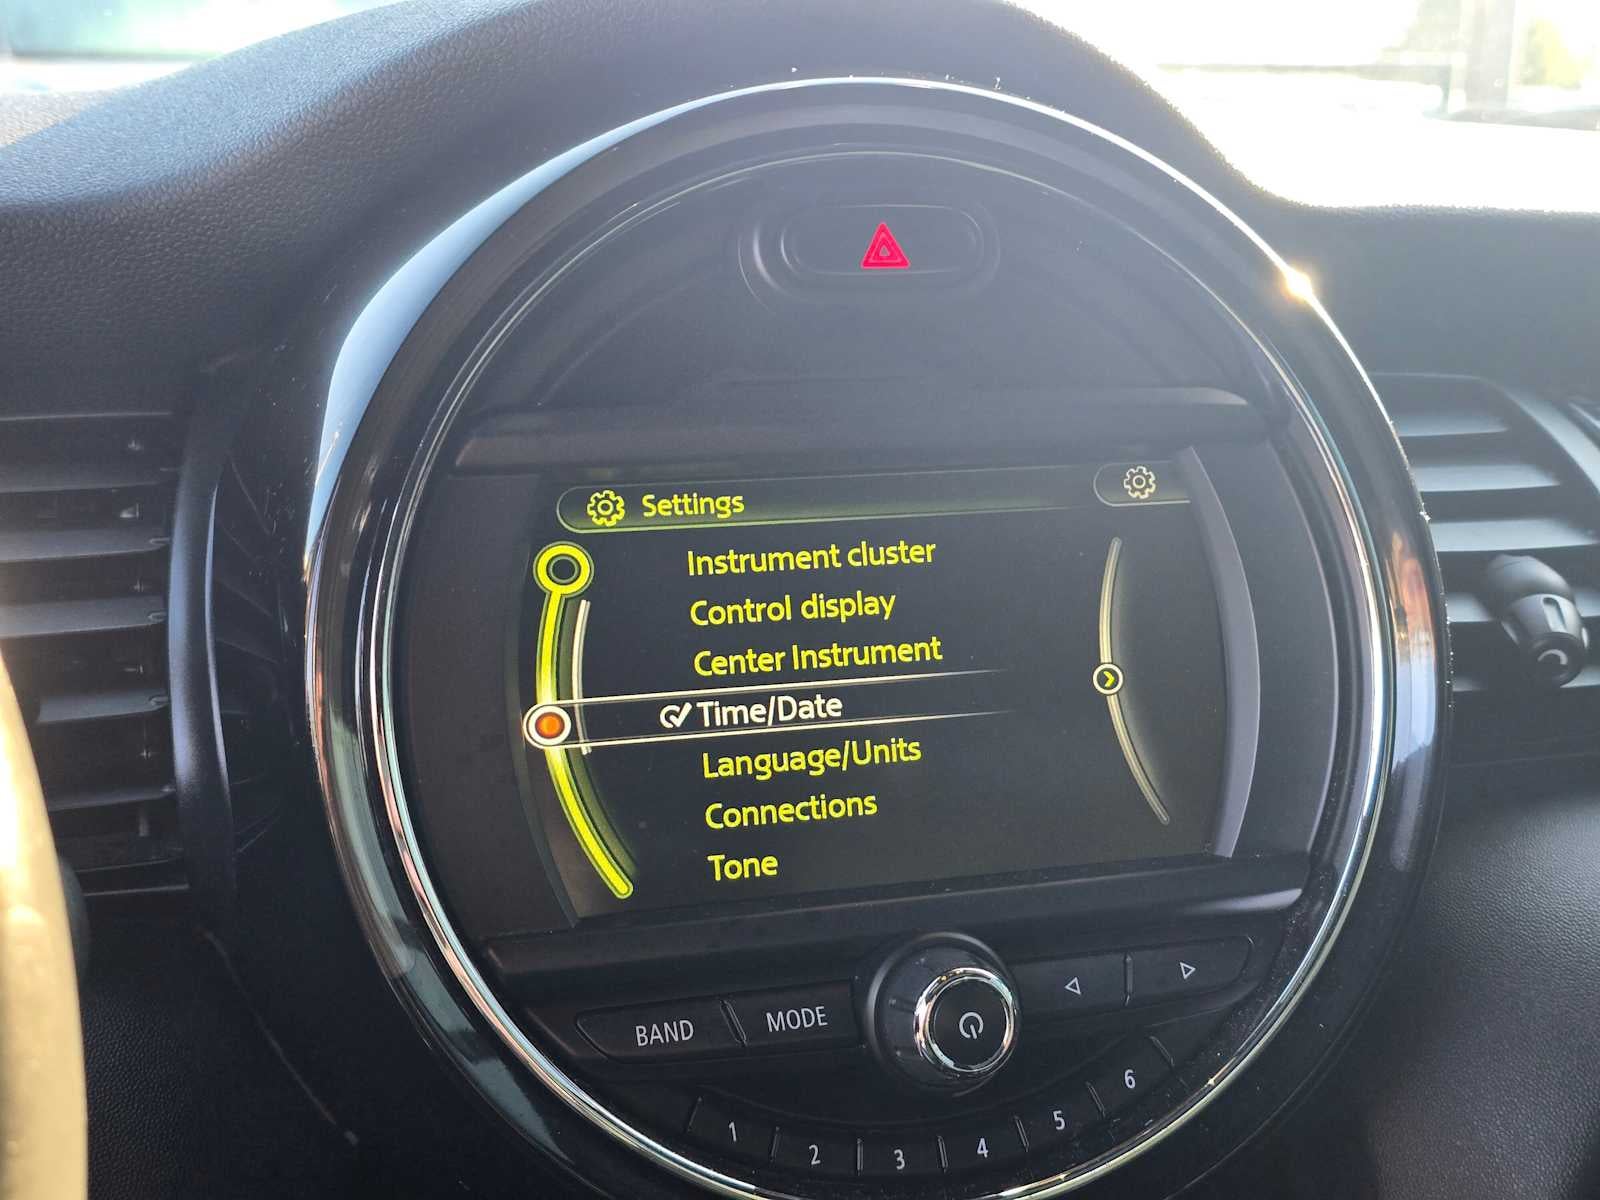 Settings
Instrument cluster
Control display
Center Instrument
Time/Date
Language/Units
Connections
Tone
BAND
MODE
1
2
3
4
5
6